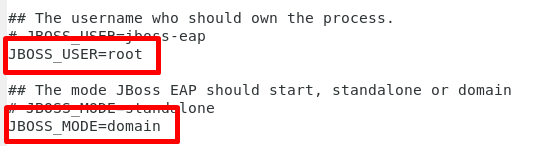 ## The username who should own the process.
# JBOSS_USER=jboss-eap
JBOSS_USER=root
## The mode JBoss EAP should start, standalone or domain
# JBOSS_MODE=standalone
JBOSS_MODE=domain